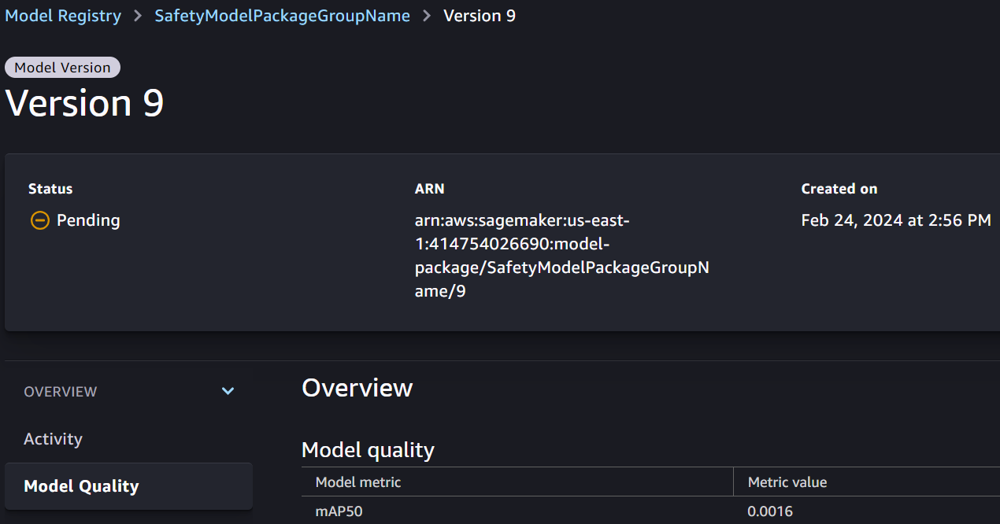 Model Registry > SafetyModelPackageGroupName > Version 9
Model Version
Version 9
Status
Pending
ARN
arn:aws:sagemaker:us-east-
1:414754026690:model-
package/SafetyModelPackageGroupN
ame/9
Created on
Feb 24, 2024 at 2:56 PM
OVERVIEW
Activity
Model Quality
Overview
Model quality
Model metric Metric value
mAP50 0.0016